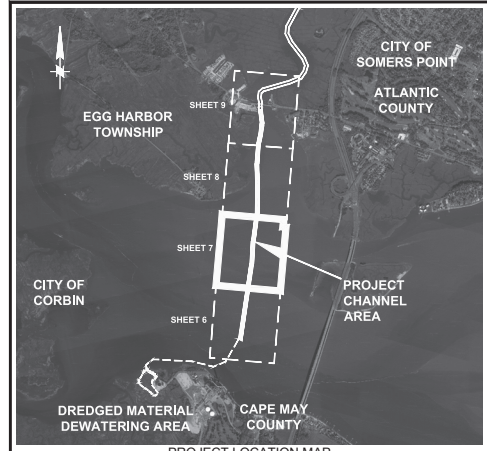 CITY OF
SOMERS POINT
ATLANTIC
COUNTY
EGG HARBOR
TOWNSHIP
SHEET 9
SHEET 8
SHEET 7
SHEET 6
CITY OF
CORBIN
PROJECT
CHANNEL
AREA
DREDGED MATERIAL
DEWATERING AREA
CAPE MAY
COUNTY
PROJECT LOCATION MAP